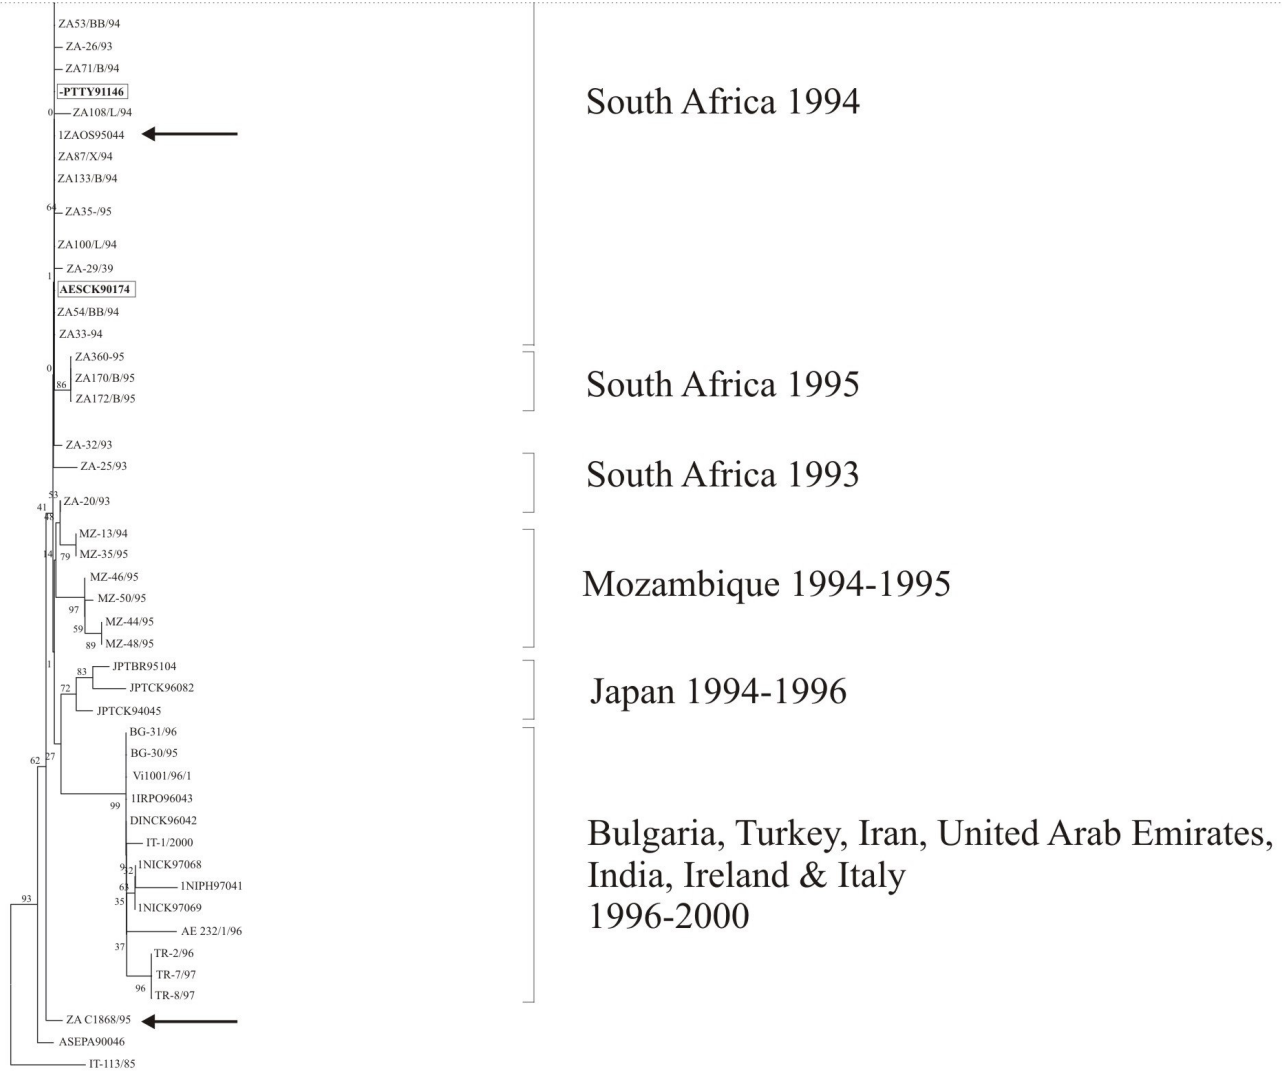 ZA53/BB/94
ZA-26/93
ZA71/B/94
-PTTY91146
South Africa 1994
0
ZA108/L/94
1ZAOS95044
ZA87/X/94
ZA133/B/94
64
ZA35-/95
ZA100/L/94
ZA-29/39
1
AESCK90174
ZA54/BB/94
ZA33-94
ZA360-95
0
ZA170/B/95
86
South Africa 1995
ZA172/B/95
ZA-32/93
ZA-25/93
South Africa 1993
53
ZA-20/93
41
48
MZ-13/94
14
79
MZ-35/95
MZ-46/95
Mozambique 1994-1995
MZ-50/95
97
MZ-44/95
59
89
MZ-48/95
1
JPTBR95104
83
72
JPTCK96082
Japan 1994-1996
JPTCK94045
BG-31/96
BG-30/95
62
27
Vi1001/96/1
1IRPO96043
99
DINCK96042
Bulgaria, Turkey, Iran, United Arab Emirates,
IT-1/2000
1NICK97068
India, Ireland & Italy
63
1NIPH97041
35
1NICK97069
1996-2000
93
AE 232/1/96
37
TR-2/96
TR-7/97
96
TR-8/97
ZA C1868/95
ASEPA90046
IT-113/85